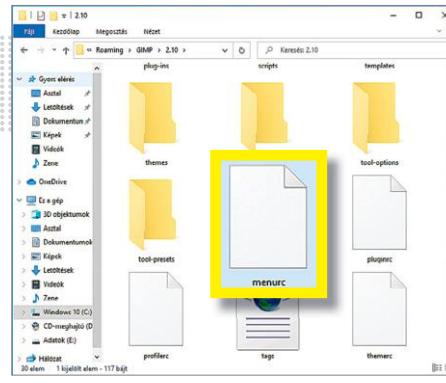 2.10
Fájl Kezdőlap Megosztás Nézet
« Roaming › GIMP › 2.10 ›
Keresés: 2.10
Gyors elérés
Asztal
Letöltések
Dokumentumn
Képek
Videók
Zene
OneDrive
Ez a gép
3D objektumok
Asztal
Dokumentumok
Képek
Letöltések
Videók
Zene
Windows 10 (C:)
CD-meghajtó (D
Adatok (E:)
Hálózat
plug-ins scripts templates
themes tool-options
tool-presets menurc pluginrc
profilerc tags themerc
30 elem 1 kijelölt elem - 117 bájt